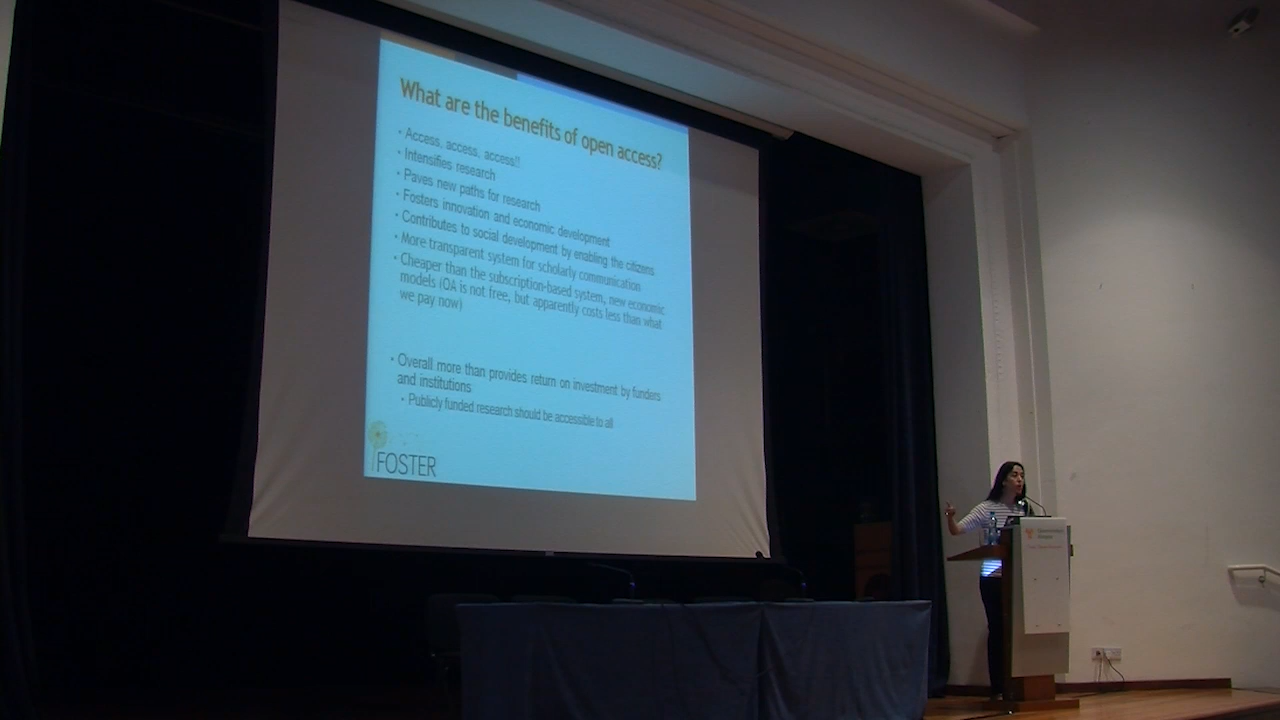 What are the benefits of open access?
• Access, access, access!!
• Intensifies research
• Paves new paths for research
• Fosters innovation and economic development
• Contributes to social development by enabling the citizens
• More transparent system for scholarly communication
• Cheaper than the subscription-based system, new economic
models (OA is not free, but apparently costs less than what
we pay now)
• Overall more than provides return on investment by funders
and institutions
• Publicly funded research should be accessible to all
FOSTER